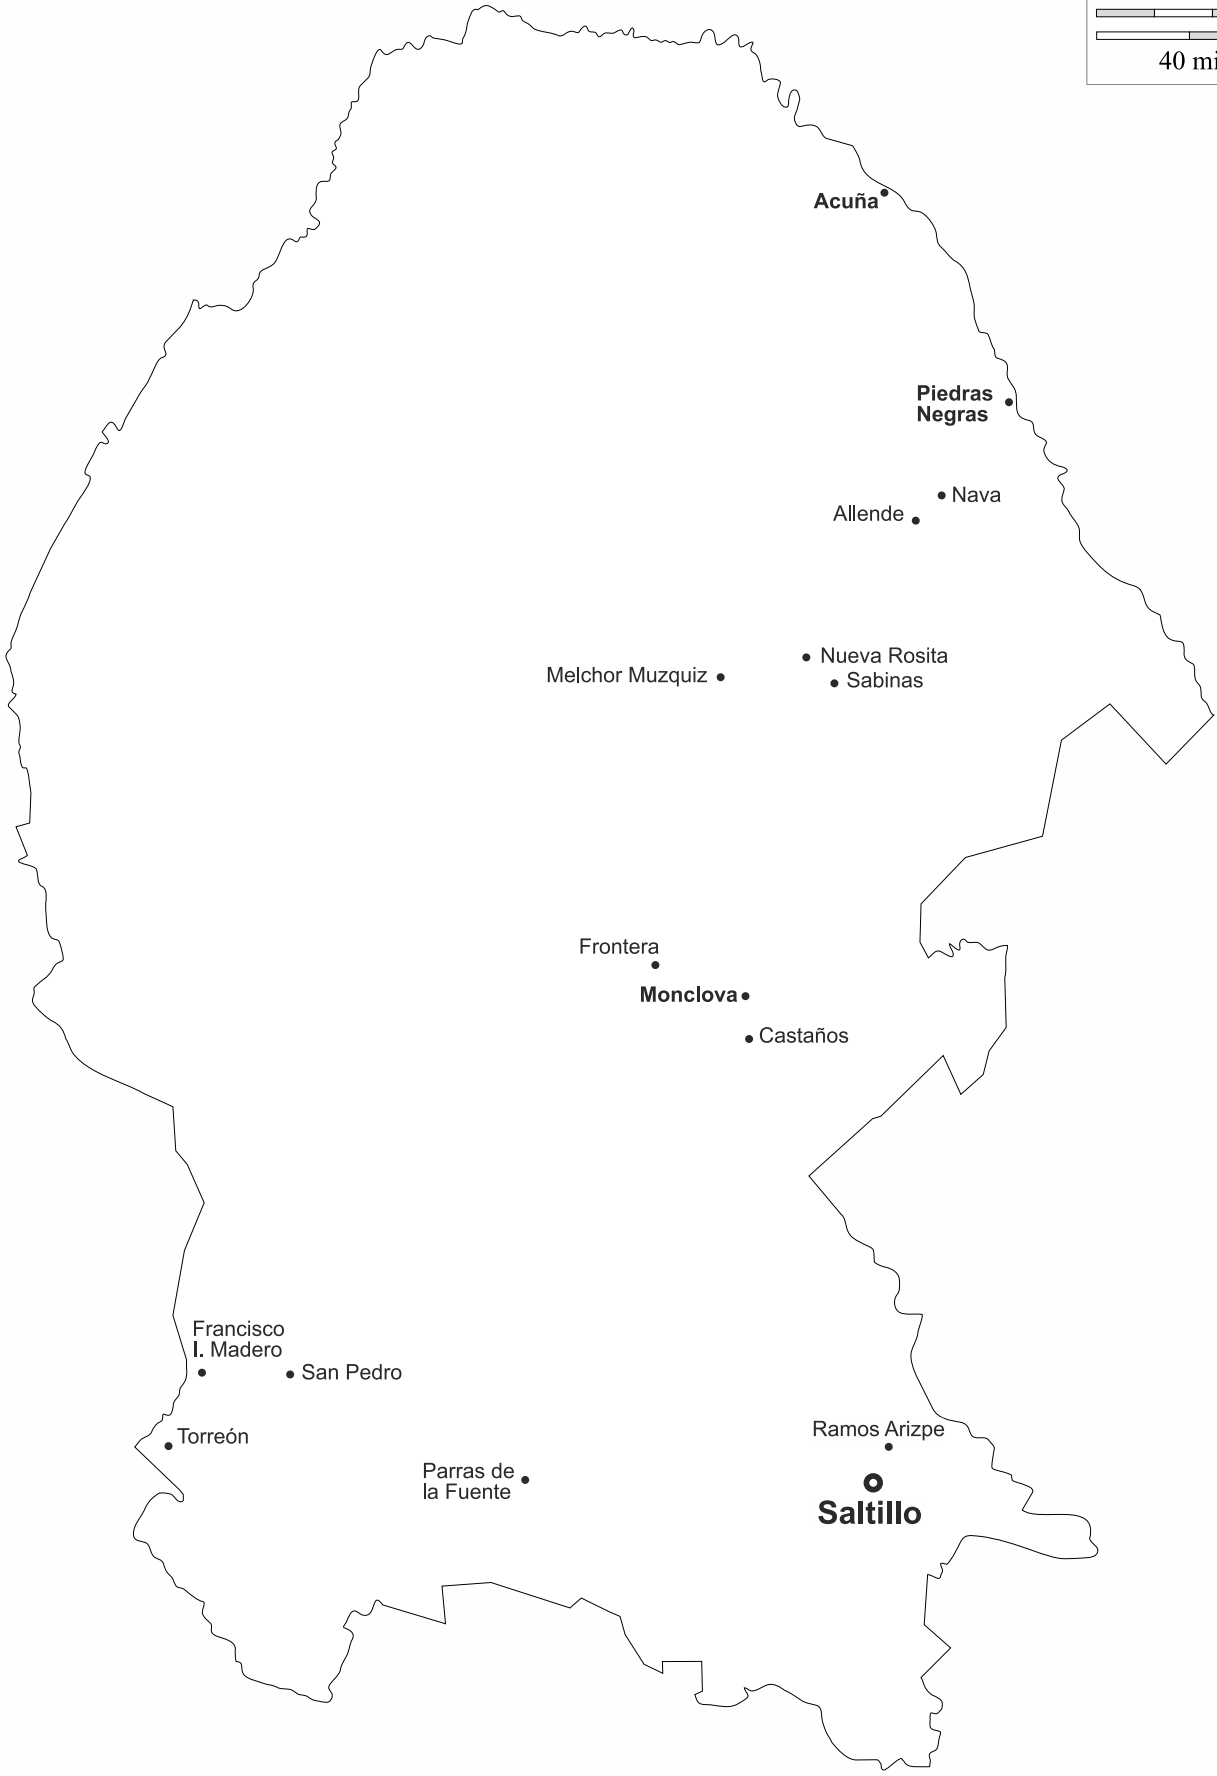 40 mi
Acuña
Piedras
Negras
Nava
Allende
Nueva Rosita
Melchor Muzquiz
Sabinas
Frontera
Monclova
Castaños
Francisco
I. Madero
San Pedro
Ramos Arizpe
Torreón
Parras de
la Fuente
Saltillo